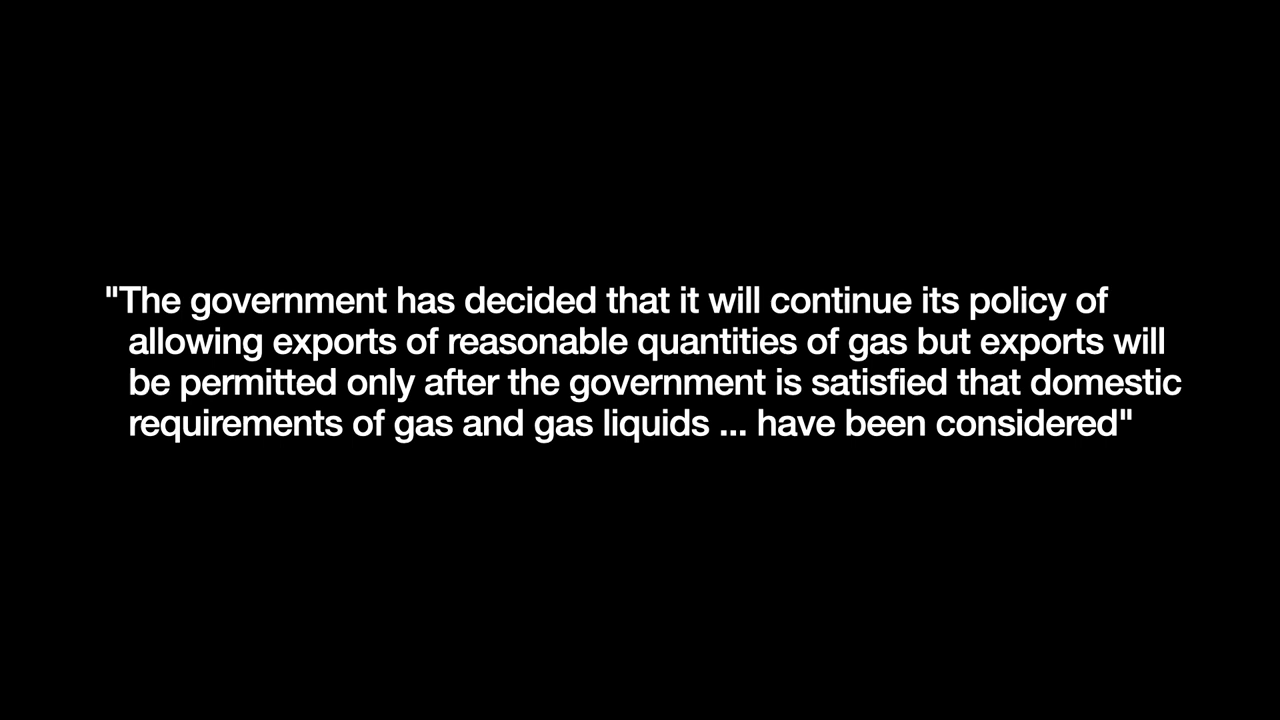 "The government has decided that it will continue its policy of
allowing exports of reasonable quantities of gas but exports will
be permitted only after the government is satisfied that domestic
requirements of gas and gas liquids ... have been considered"